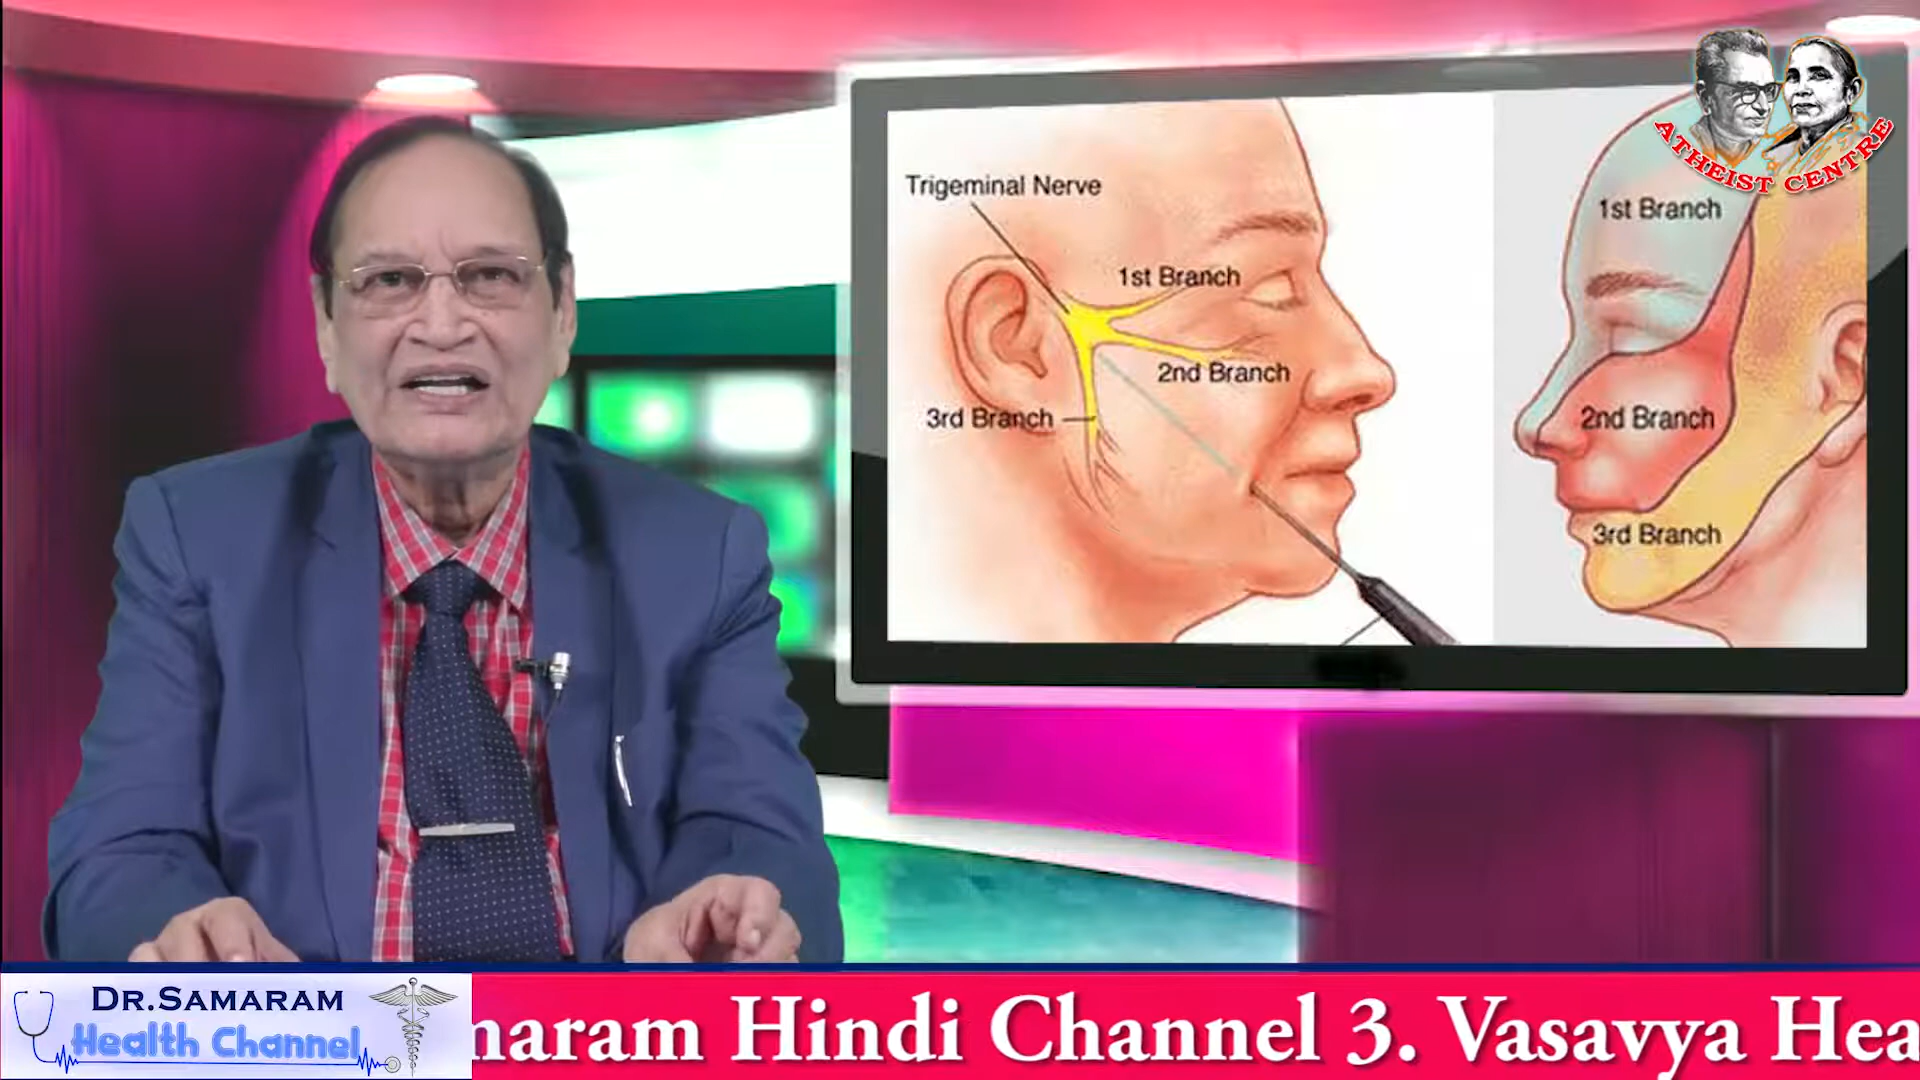 ATHEIST CENTRE
Trigeminal Nerve
1st Branch
2nd Branch
3rd Branch
1st Branch
2nd Branch
3rd Branch
DR.SAMARAM
Health Channel
maram Hindi Channel 3. Vasavya Hea